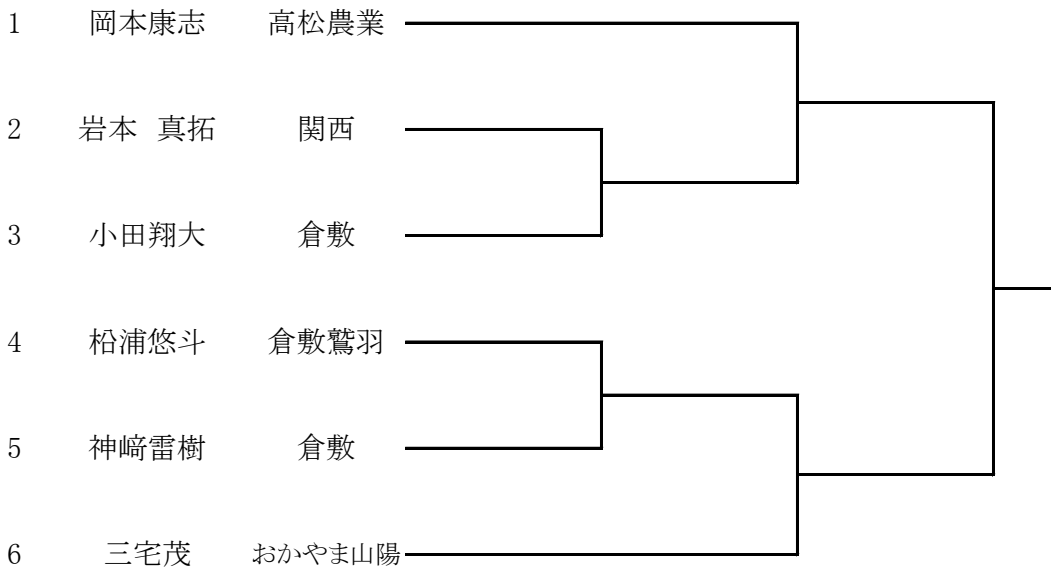 1 岡本康志 高松農業
2 岩本 真拓 関西
3 小田翔大 倉敷
4 枌浦悠斗 倉敷鷲羽
5 神﨑雷樹 倉敷
6 三宅茂 おかやま山陽